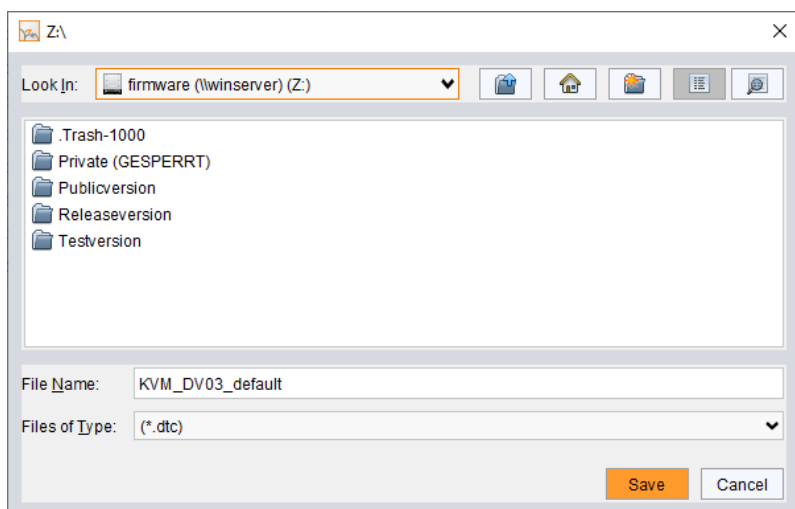 Z:\
Look In: firmware (\\winserver) (Z:)
.Trash-1000
Private (GESPERRT)
Publicversion
Releaseversion
Testversion
File Name: KVM_DV03_default
Files of Type: (*.dtc)
Save Cancel